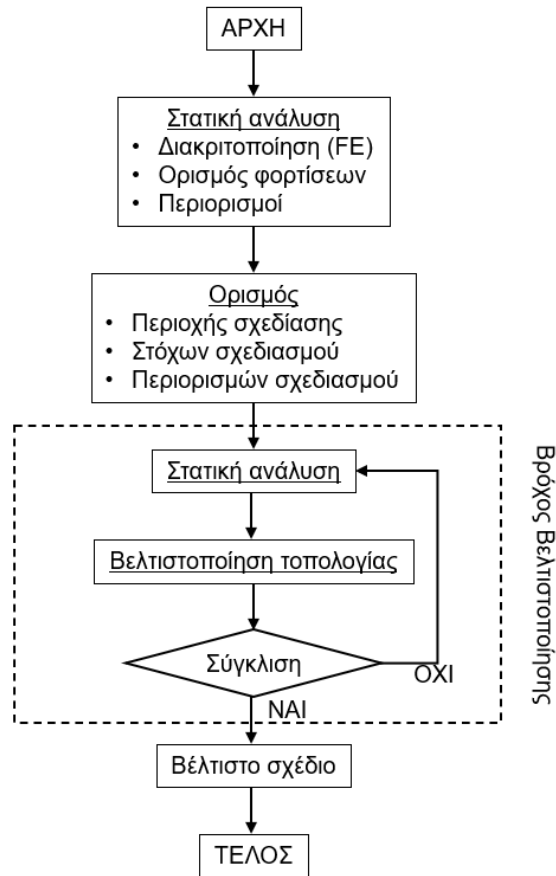 ΑΡΧΗ
Στατική ανάλυση
• Διακριτοποίηση (FE)
• Ορισμός φορτίσεων
• Περιορισμοί
Ορισμός
• Περιοχής σχεδίασης
• Στόχων σχεδιασμού
• Περιορισμών σχεδιασμού
Στατική ανάλυση
Βελτιστοποίηση τοπολογίας
Σύγκλιση
ΟΧΙ
ΝΑΙ
Βέλτιστο σχέδιο
ΤΕΛΟΣ
Βρόχος Βελτιστοποίησης